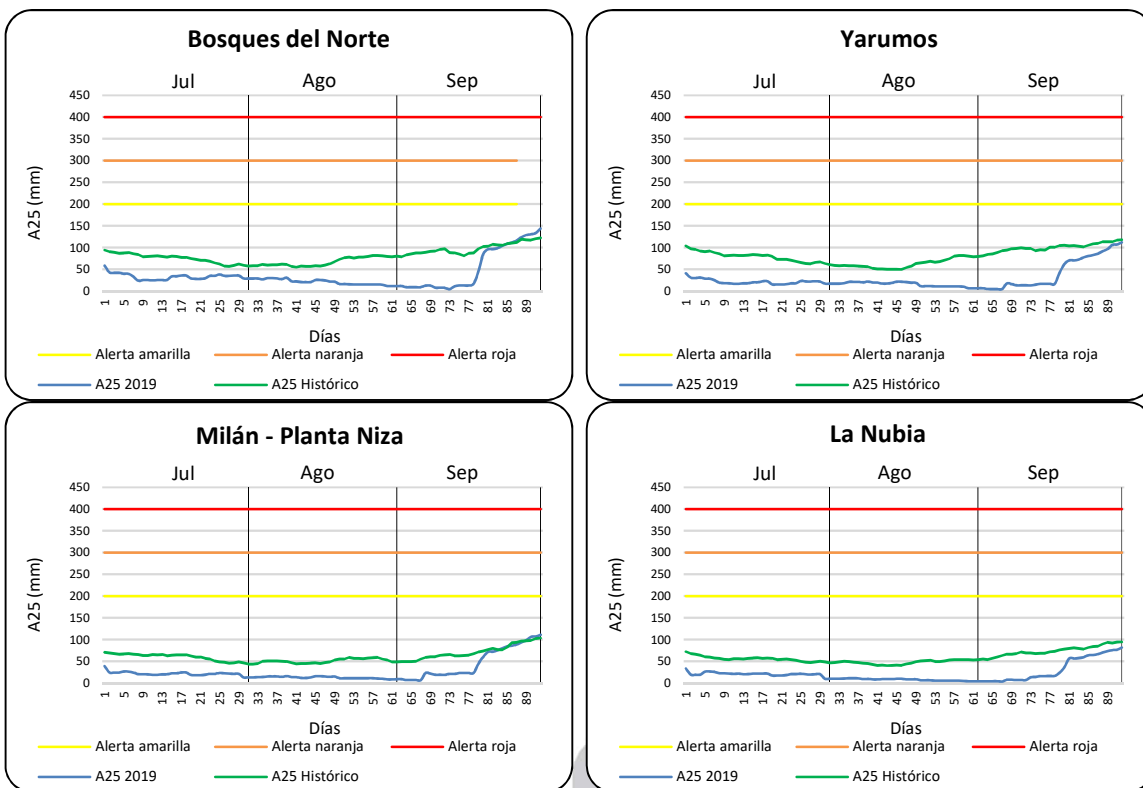 Bosques del Norte
Jul Ago Sep
450
400
350
300
250
200
150
100
50
0
A25 (mm)
1 5 9 13 17 21 25 29 33 37 41 45 49 53 57 61 65 69 73 77 81 85 89
Días
Alerta amarilla Alerta naranja Alerta roja
A25 2019 A25 Histórico
Yarumos
Jul Ago Sep
450
400
350
300
250
200
150
100
50
0
A25 (mm)
1 5 9 13 17 21 25 29 33 37 41 45 49 53 57 61 65 69 73 77 81 85 89
Días
Alerta amarilla Alerta naranja Alerta roja
A25 2019 A25 Histórico
Milán - Planta Niza
Jul Ago Sep
450
400
350
300
250
200
150
100
50
0
A25 (mm)
1 5 9 13 17 21 25 29 33 37 41 45 49 53 57 61 65 69 73 77 81 85 89
Días
Alerta amarilla Alerta naranja Alerta roja
A25 2019 A25 Histórico
La Nubia
Jul Ago Sep
450
400
350
300
250
200
150
100
50
0
A25 (mm)
1 5 9 13 17 21 25 29 33 37 41 45 49 53 57 61 65 69 73 77 81 85 89
Días
Alerta amarilla Alerta naranja Alerta roja
A25 2019 A25 Histórico